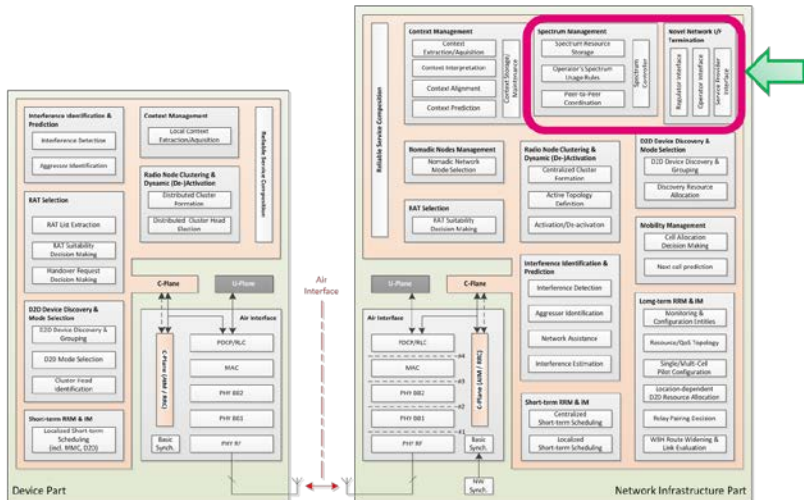 Device Part
Interference Identification &
Prediction
Interference Detection
Aggressor Identification
RAT Selection
RAT List Extraction
RAT Suitability
Decision Making
Handover Request
Decision Making
D2D Device Discovery &
Mode Selection
D2D Device Discovery &
Grouping
D2D Mode Selection
Cluster Head
Identification
Short-term RRM & IM
Localized Short-term
Scheduling
(incl. RFMC, D2D)
Context Management
Local Context
Extraction/Aquisition
Radio Node Clustering &
Dynamic (De-)Activation
Distributed Cluster
Formation
Distributed Cluster Head
Election
Reliable Service Composition
C-Plane
U-Plane
Air Interface
C-Plane (AIM / RRC)
PDCP/RLC
MAC
PHY BB2
PHY BB1
PHY RF
Basic
Synch.
Air
Interface
Network Infrastructure Part
Reliable Service Composition
Context Management
Context
Extraction/Aquisition
Context Interpretation
Context Alignment
Context Prediction
Context Storage/
Maintenance
Spectrum Management
Spectrum Resource
Storage
Operator's Spectrum
Usage Rules
Peer-to-Peer
Coordination
Spectrum
Controller
Novel Network I/F
Termination
Regulator Interface
Operator Interface
Service Provider
Interface
Nomadic Nodes Management
Nomadic Network
Mode Selection
RAT Selection
RAT Suitability
Decision Making
Radio Node Clustering &
Dynamic (De-)Activation
Centralized Cluster
Formation
Active Topology
Definition
Activation/De-activation
D2D Device Discovery &
Mode Selection
D2D Device Discovery &
Grouping
Discovery Resource
Allocation
Mobility Management
Cell Allocation
Decision Making
Next cell prediction
Interference Identification &
Prediction
Interference Detection
Aggressor Identification
Network Assistance
Interference Estimation
Long-term RRM & IM
Monitoring &
Configuration Entities
Resource/QoS Topology
Single/Multi-Cell
Pilot Configuration
Location-dependent
D2D Resource Allocation
Relay Pairing Decision
WBH Route Widening &
Link Evaluation
Short-term RRM & IM
Centralized
Short-term Scheduling
Localized
Short-term Scheduling
U-Plane
C-Plane
Air Interface
PDCP/RLC
#4
MAC
#3
PHY BB2
#2
PHY BB1
#1
PHY RF
C-Plane (AIM / RRC)
Basic
Synch.
NW
Synch.